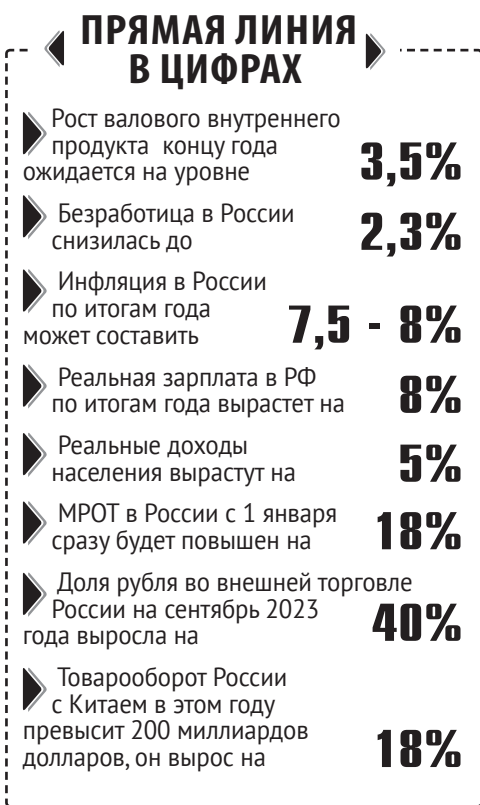 ПРЯМАЯ ЛИНИЯ
В ЦИФРАХ
Рост валового внутреннего
продукта концу года
ожидается на уровне 3,5%
Безработица в России
снизилась до 2,3%
Инфляция в России
по итогам года
может составить 7,5 - 8%
Реальная зарплата в РФ
по итогам года вырастет на 8%
Реальные доходы
населения вырастут на 5%
МРОТ в России с 1 января
сразу будет повышен на 18%
Доля рубля во внешней торговле
России на сентябрь 2023
года выросла на 40%
Товарооборот России
с Китаем в этом году
превысит 200 миллиардов
долларов, он вырос на 18%